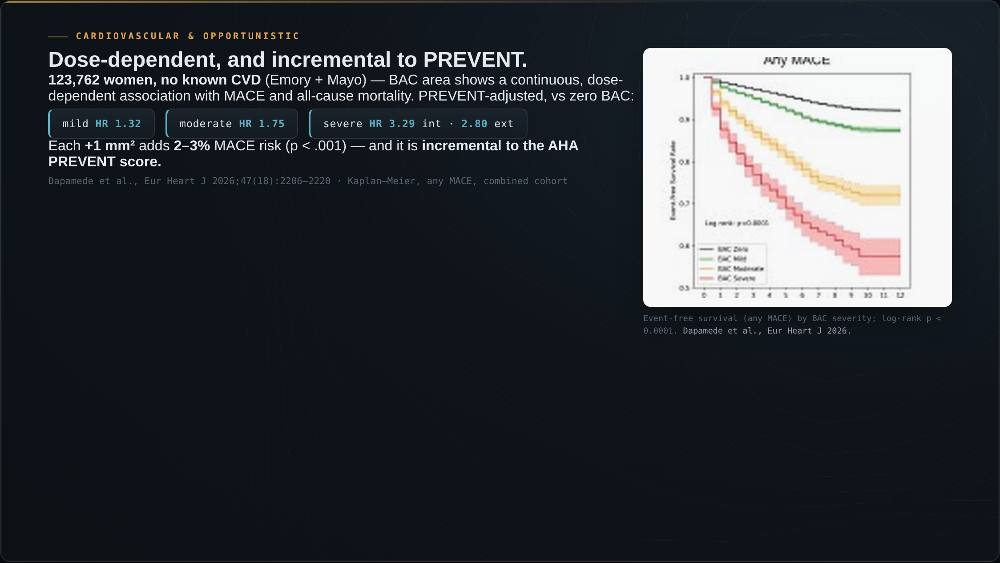 CARDIOVASCULAR & OPPORTUNISTIC
Dose-dependent, and incremental to PREVENT.
123,762 women, no known CVD (Emory + Mayo) — BAC area shows a continuous, dose-
dependent association with MACE and all-cause mortality. PREVENT-adjusted, vs zero BAC:
mild HR 1.32
moderate HR 1.75
severe HR 3.29 int · 2.80 ext
Each +1 mm² adds 2–3% MACE risk (p < .001) — and it is incremental to the AHA
PREVENT score.
Dapamede et al., Eur Heart J 2026;47(18):2206–2220 · Kaplan–Meier, any MACE, combined cohort
Any MACE
1.0
0.9
0.8
0.7
0.6
0.5
Event-free Survival Rate
Log rank: p<0.0001
BAC Zero
BAC Mild
BAC Moderate
BAC Severe
0 1 2 3 4 5 6 7 8 9 10 11 12
Event-free survival (any MACE) by BAC severity; log-rank p <
0.0001. Dapamede et al., Eur Heart J 2026.